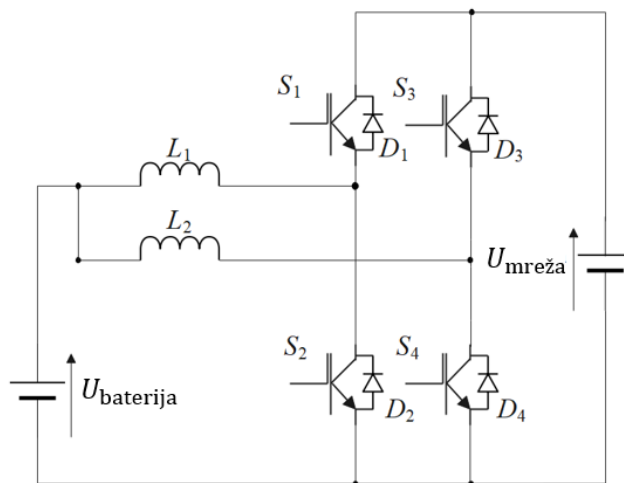 S1
S3
D1
D3
L1
L2
Umreža
S2
S4
Ubaterija
D2
D4